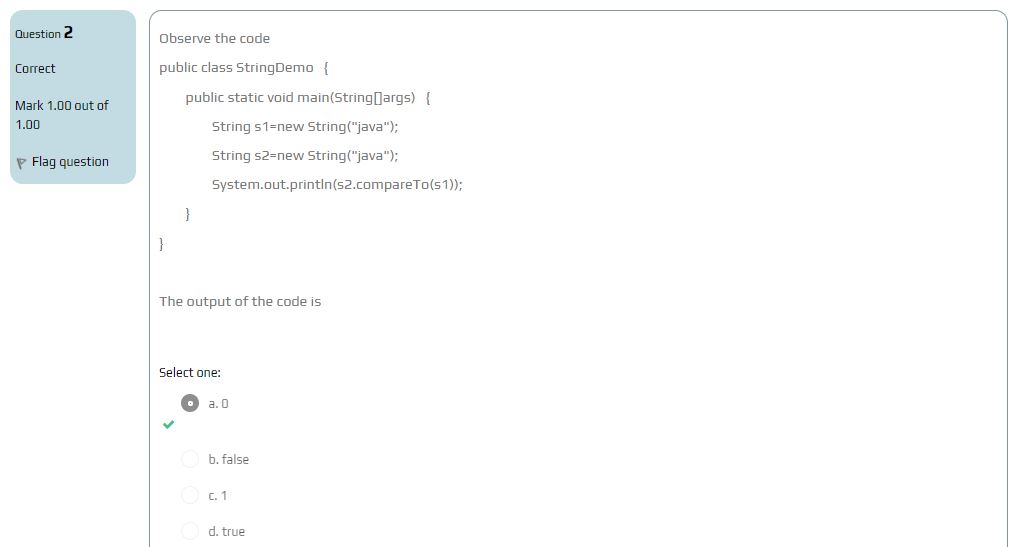 Question 2
Correct
Mark 1.00 out of
1.00
Flag question
Observe the code
public class StringDemo {
public static void main(String[]args) {
String s1=new String("java");
String s2=new String("java");
System.out.println(s2.compareTo(s1));
}
}
The output of the code is
Select one:
a. 0
b. false
c. 1
d. true